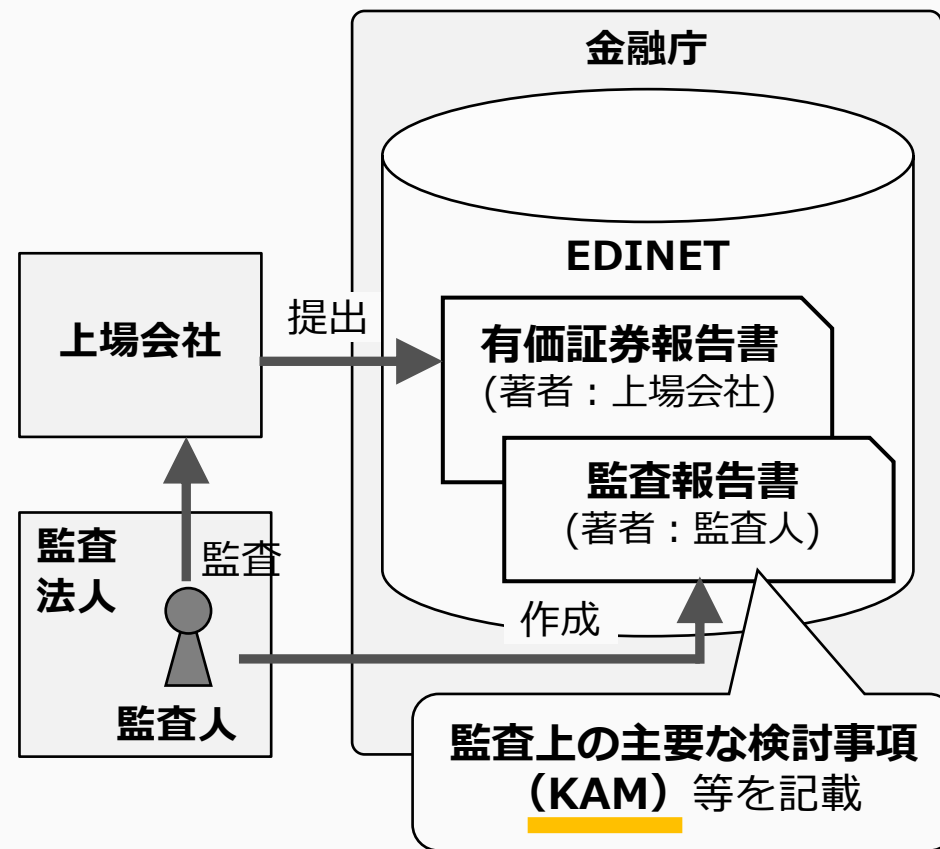 金融庁
EDINET
上場会社
提出
有価証券報告書
(著者：上場会社)
監査報告書
(著者：監査人)
監査
法人
監査
監査人
作成
監査上の主要な検討事項
（KAM）等を記載